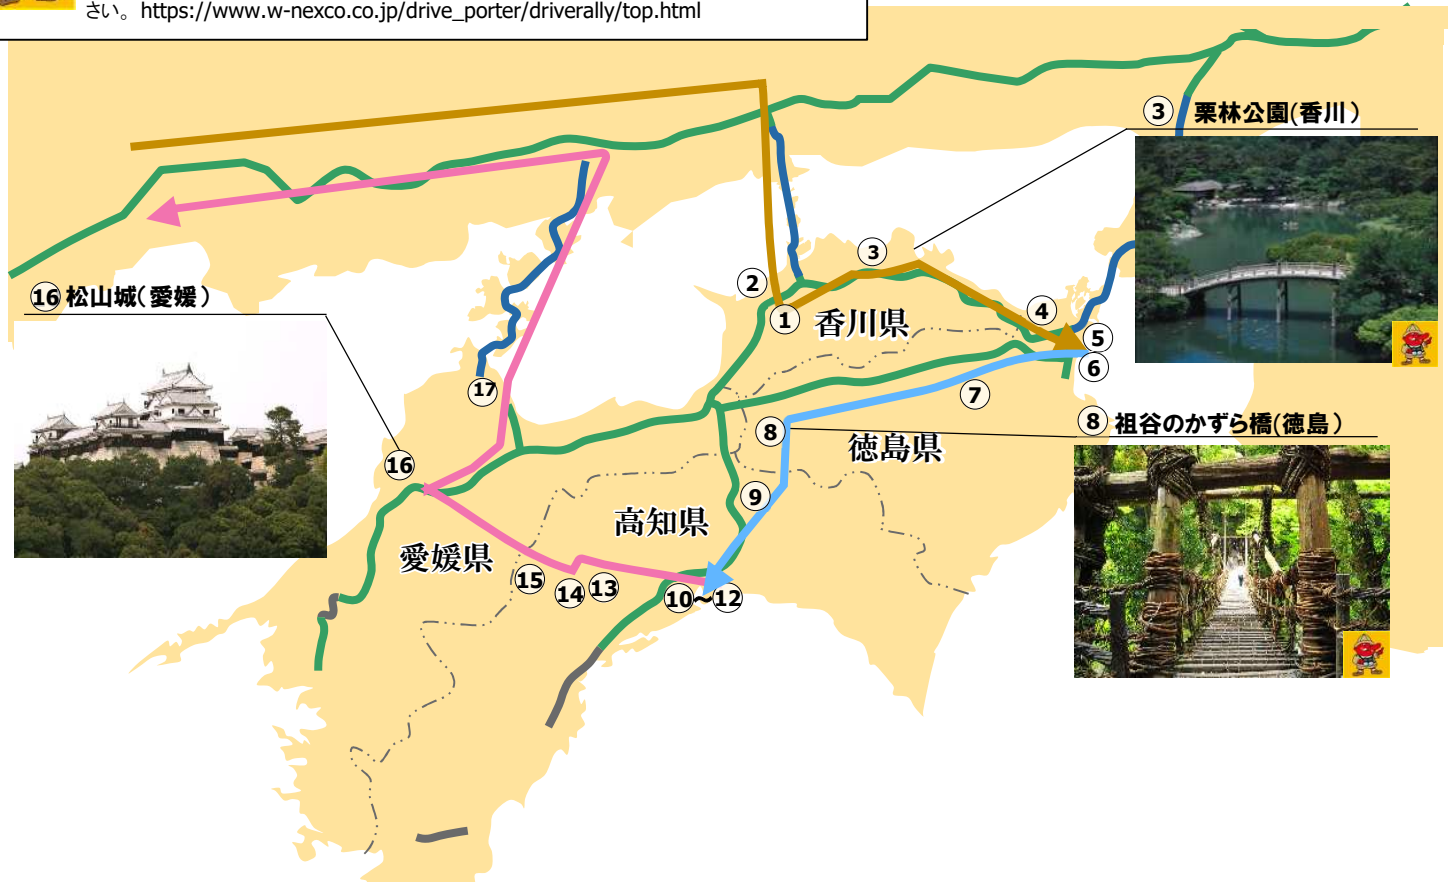 さい。https://www.w-nexco.co.jp/drive_porter/driverally/top.html
③ 栗林公園(香川)
③
②
⑯ 松山城(愛媛)
①
香川県
④
⑤
⑥
⑰
⑦
⑧ 祖谷のかずら橋(徳島)
⑧
徳島県
⑯
⑨
高知県
愛媛県
⑮
⑭
⑬
⑩~⑫